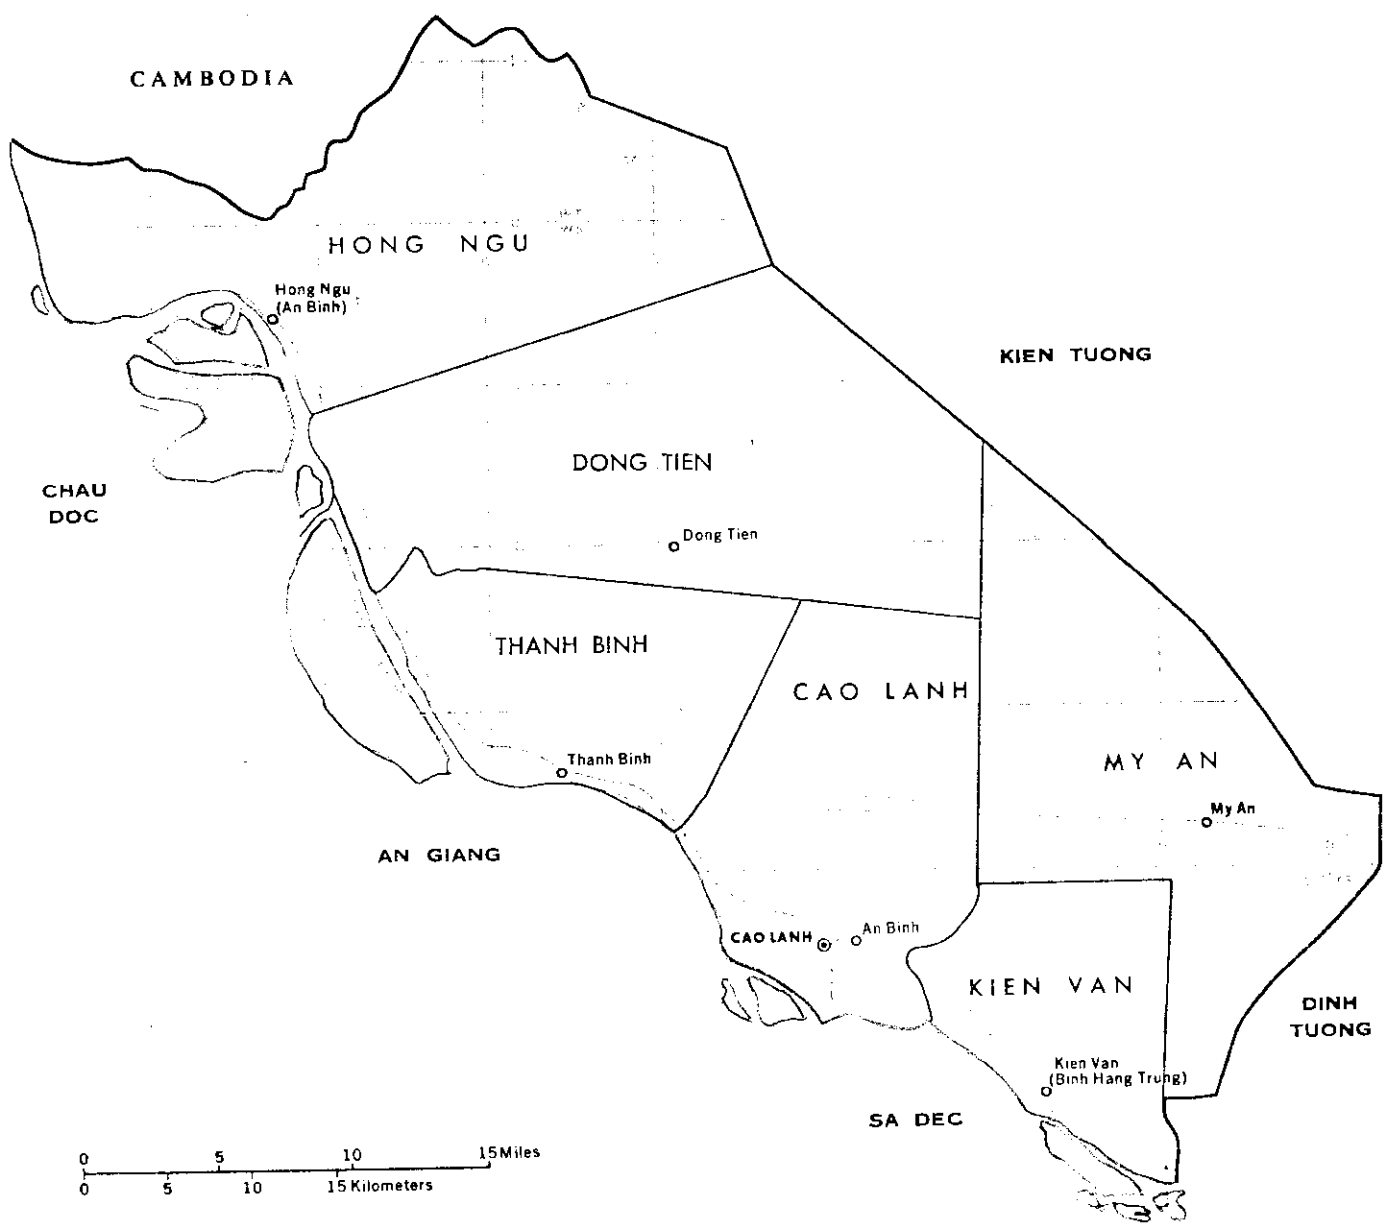 CAMBODIA
HONG NGU
Hong Ngu
(An Binh)
KIEN TUONG
DONG TIEN
CHAU
DOC
Dong Tien
THANH BINH
CAO LANH
Thanh Binh
MY AN
My An
AN GIANG
CAO LANH
An Binh
KIEN VAN
DINH
TUONG
Kien Van
(Binh Hang Trung)
SA DEC
0 5 10 15 Miles
0 5 10 15 Kilometers